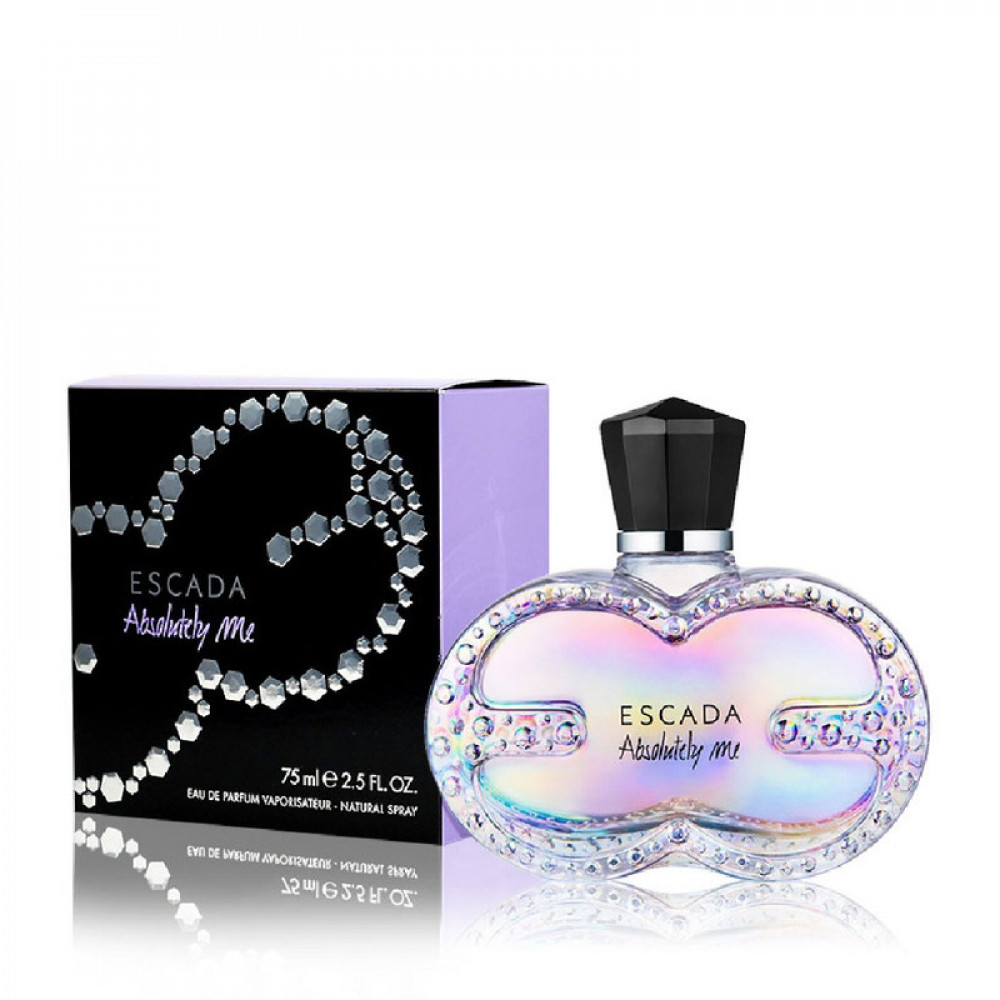 ESCADA
Absolutely me
75 ml e 2.5 FL.OZ.
EAU DE PARFUM VAPORISATEUR - NATURAL SPRAY
ESCADA
Absolutely me